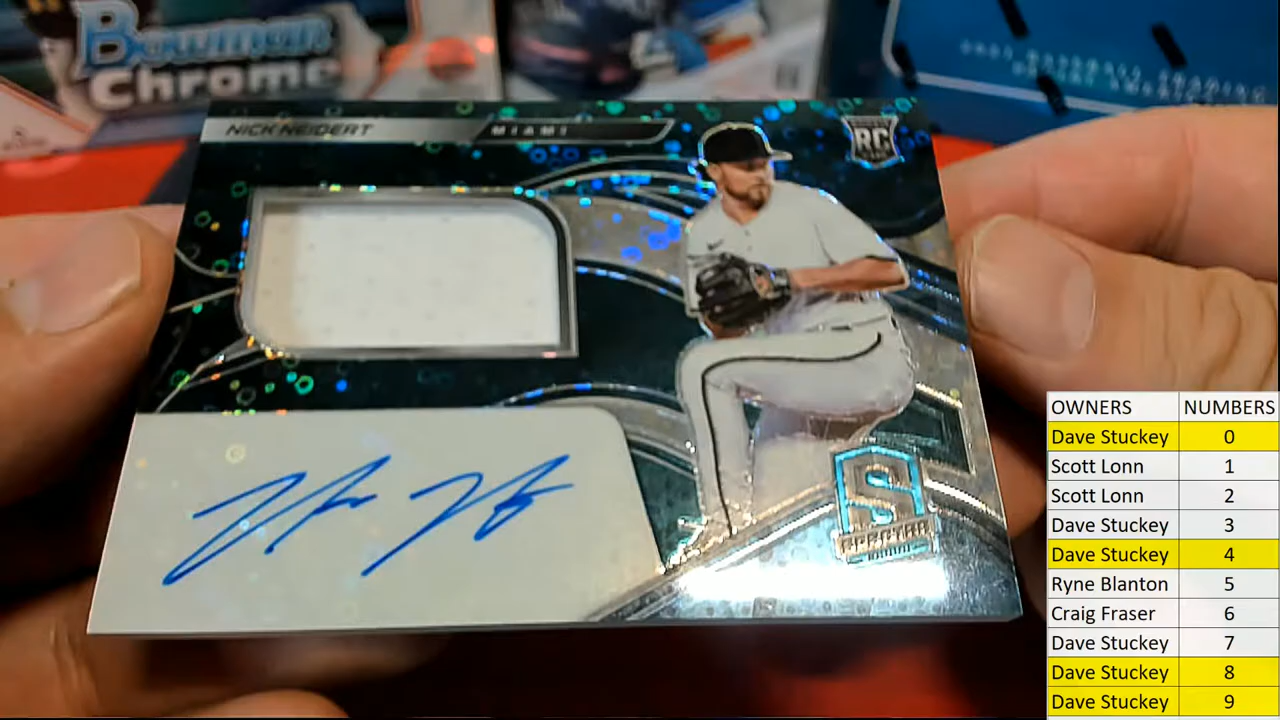 Bowman
Chrome
NICK NEIDERT
MIAMI
RC
S
SPECTRA
OWNERS NUMBERS
Dave Stuckey 0
Scott Lonn 1
Scott Lonn 2
Dave Stuckey 3
Dave Stuckey 4
Ryne Blanton 5
Craig Fraser 6
Dave Stuckey 7
Dave Stuckey 8
Dave Stuckey 9